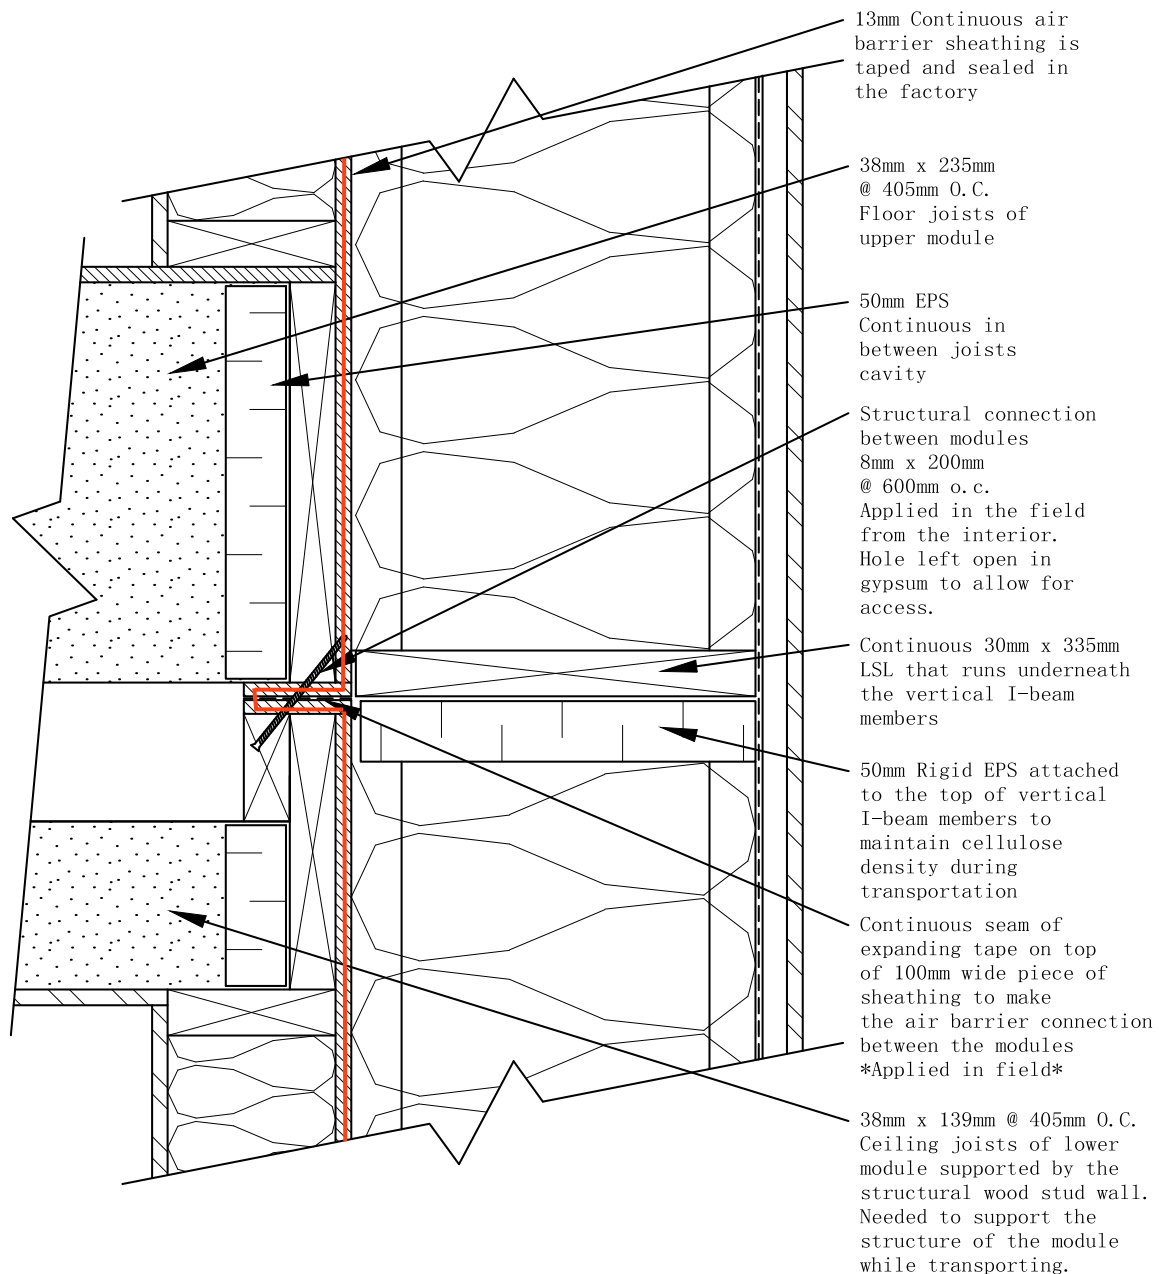 13mm Continuous air
barrier sheathing is
taped and sealed in
the factory
38mm x 235mm
@ 405mm O.C.
Floor joists of
upper module
50mm EPS
Continuous in
between joists
cavity
Structural connection
between modules
8mm x 200mm
@ 600mm o.c.
Applied in the field
from the interior.
Hole left open in
gypsum to allow for
access.
Continuous 30mm x 335mm
LSL that runs underneath
the vertical I-beam
members
50mm Rigid EPS attached
to the top of vertical
I-beam members to
maintain cellulose
density during
transportation
Continuous seam of
expanding tape on top
of 100mm wide piece of
sheathing to make
the air barrier connection
between the modules
*Applied in field*
38mm x 139mm @ 405mm O.C.
Ceiling joists of lower
module supported by the
structural wood stud wall.
Needed to support the
structure of the module
while transporting.